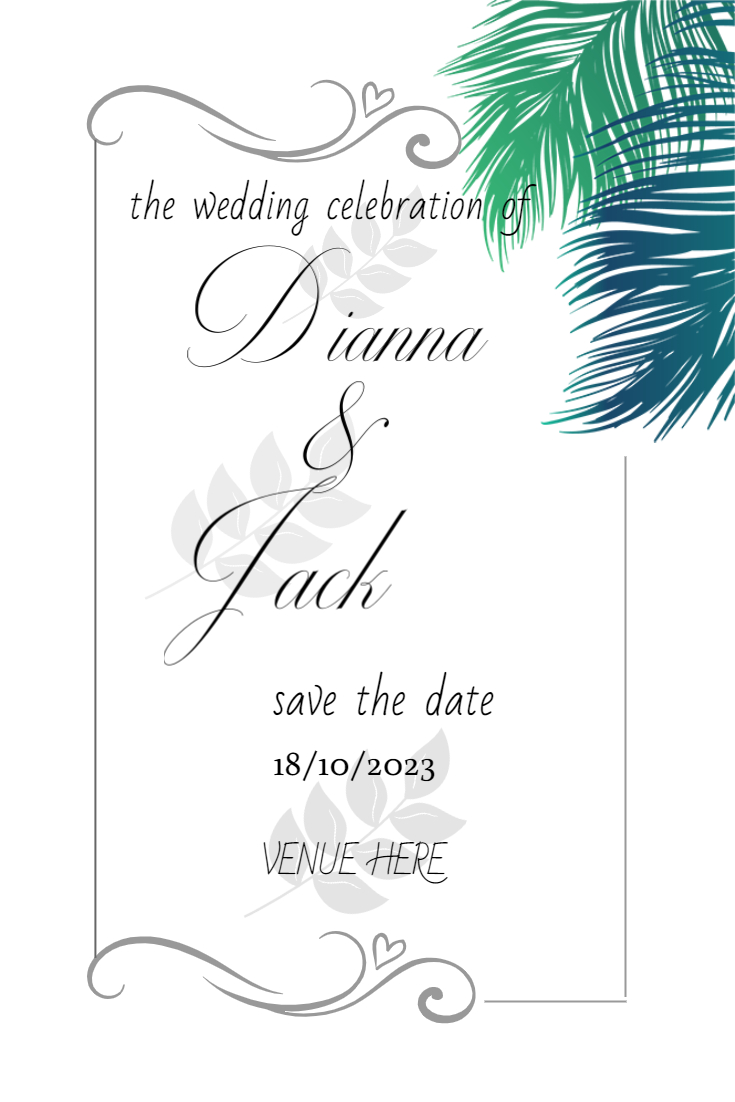 the wedding celebration of
Dianna
&
Jack
save the date
18/10/2023
VENUE HERE